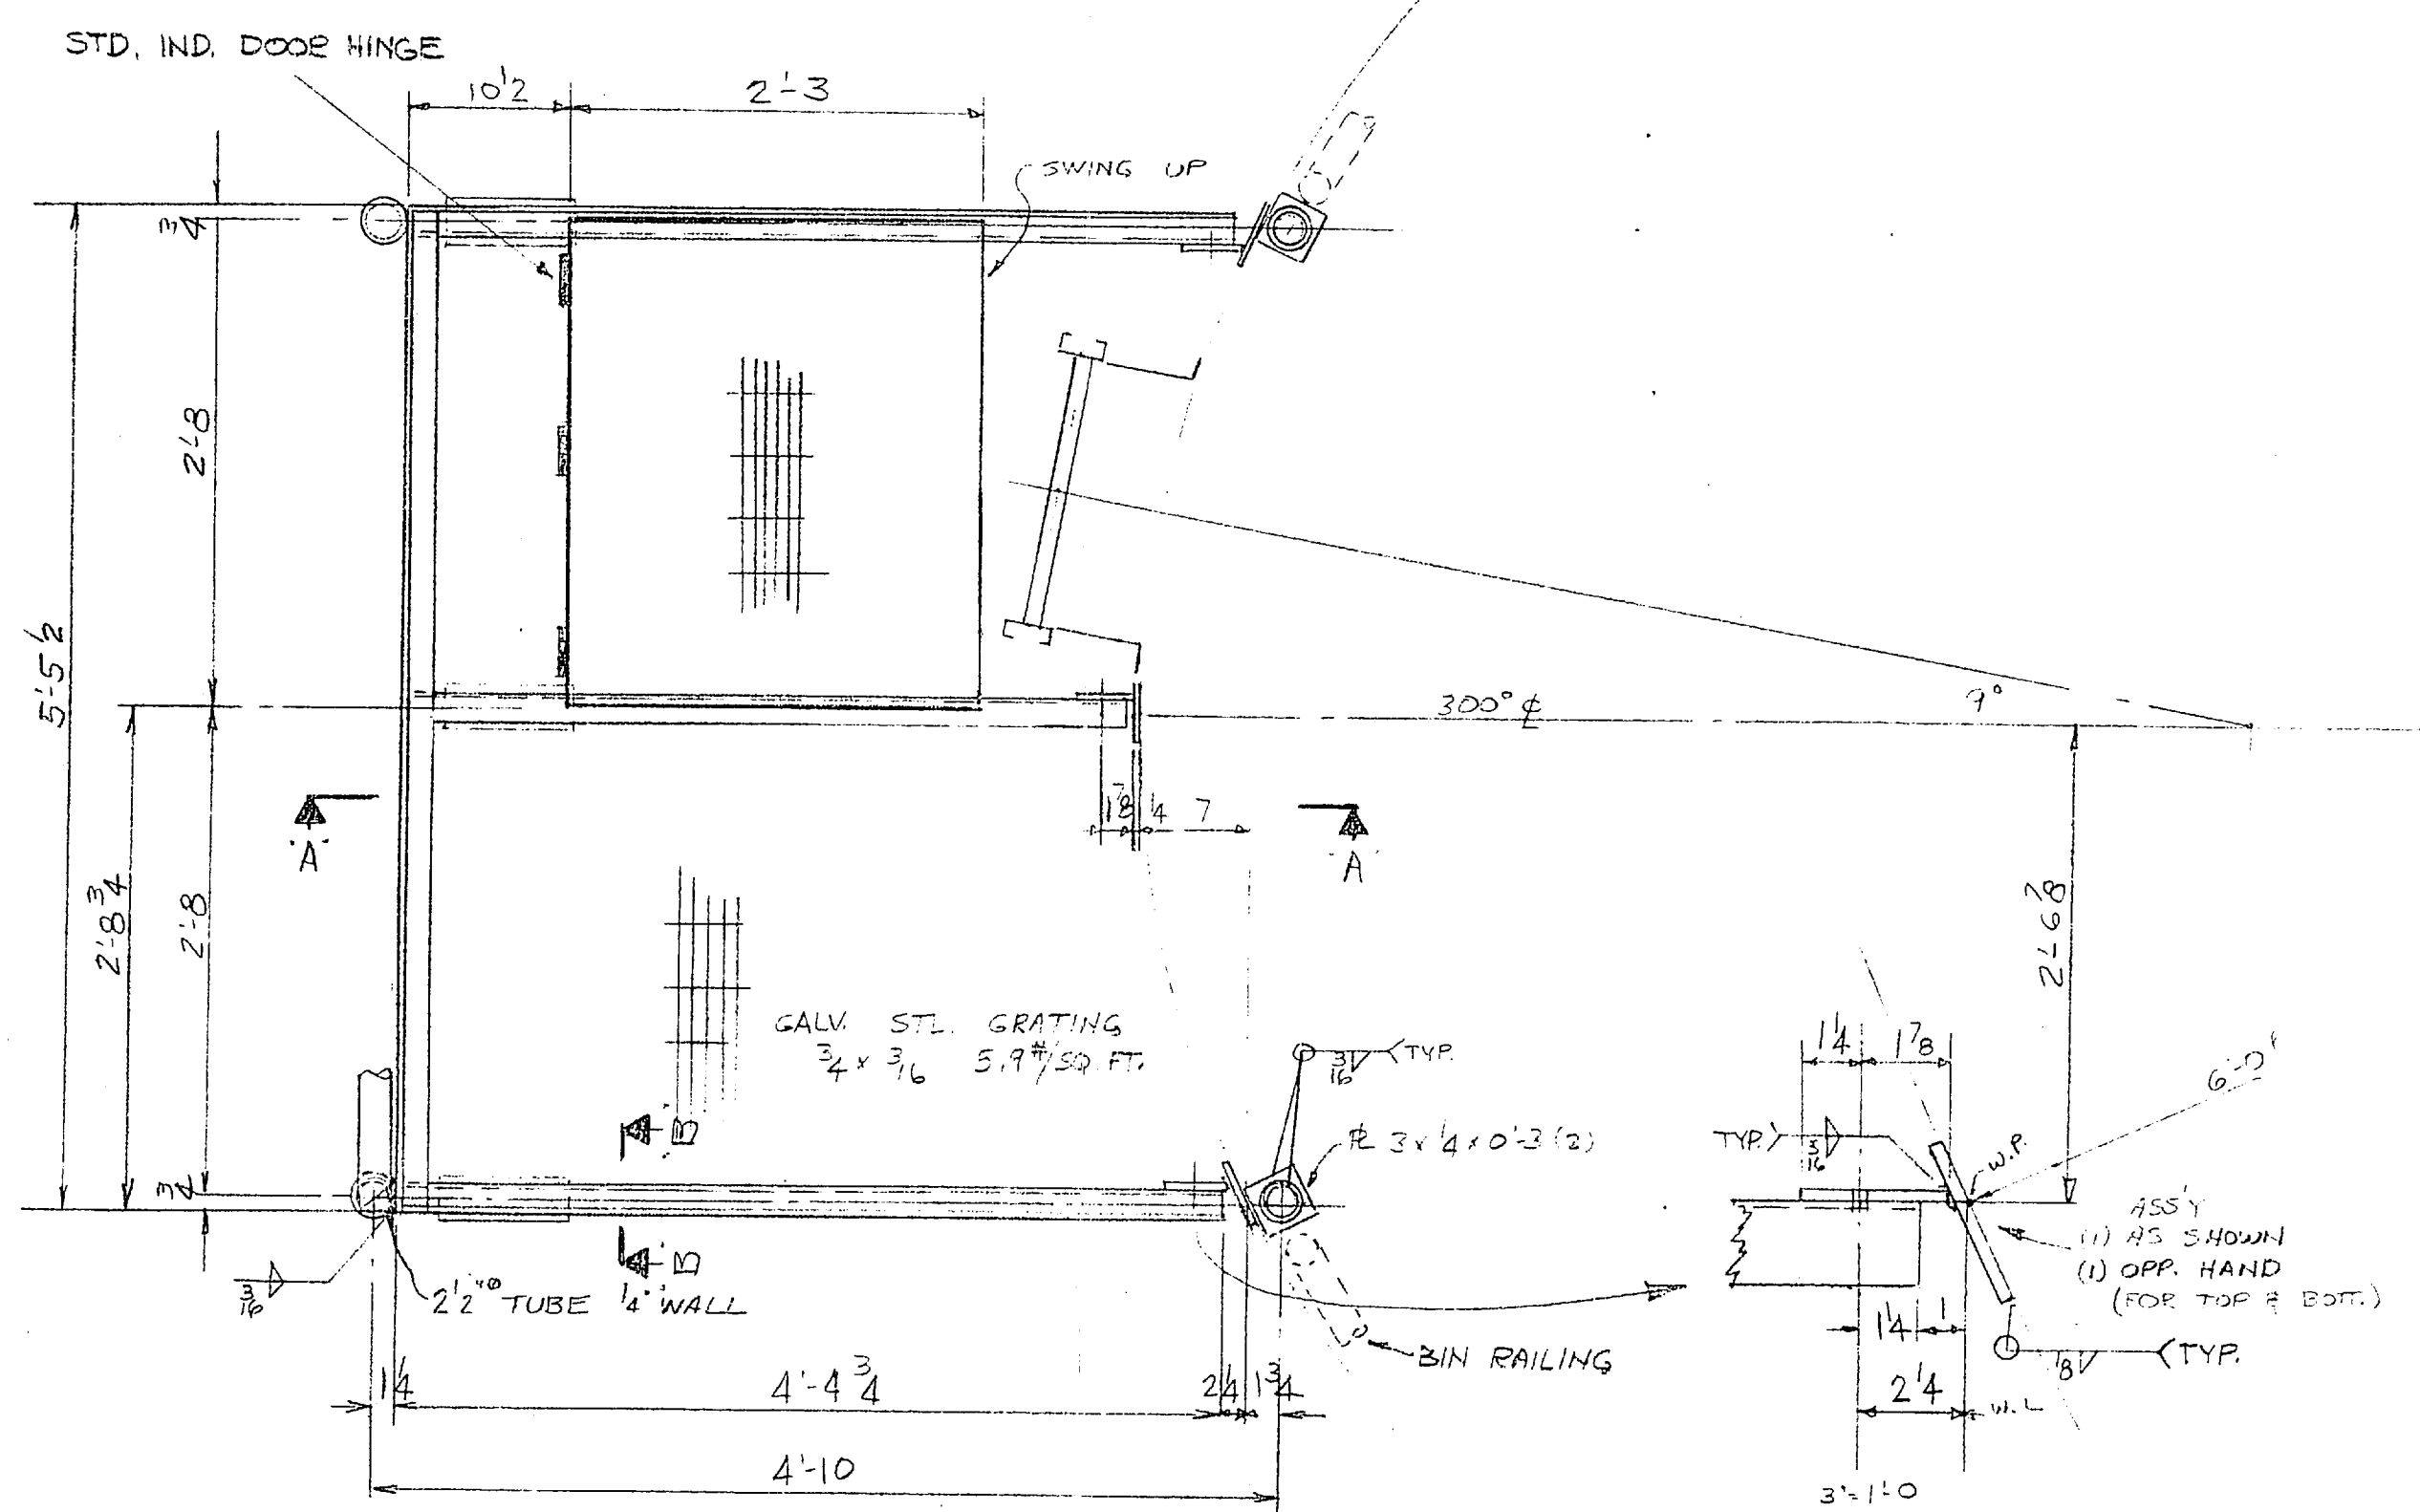 STD. IND. DOOR HINGE
10 1/2
2'-3
SWING UP
3/4
2'-8
5'-5 1/2
300° ℄
9°
1 7/8
1/4
7
'A'
'A'
2'-8 3/4
2'-8
2'-6 7/8
GALV. STL. GRATING
3/4 x 3/16 5.9#/SQ. FT.
3/16
TYP.
'B'
℄ 3 x 1/4 x 0'-3 (2)
1 1/4
1 7/8
6'-0"
TYP.
3/16
W.P.
ASS'Y
(1) AS SHOWN
(1) OPP. HAND
(FOR TOP & BOTT.)
3/4
'B'
3/16
2 1/2"Ø TUBE 1/4" WALL
BIN RAILING
1 1/4
1
1/8
TYP.
2 1/4
W.L
1 1/4
4'-4 3/4
2 1/4
1 3/4
4'-10
3"=1'-0